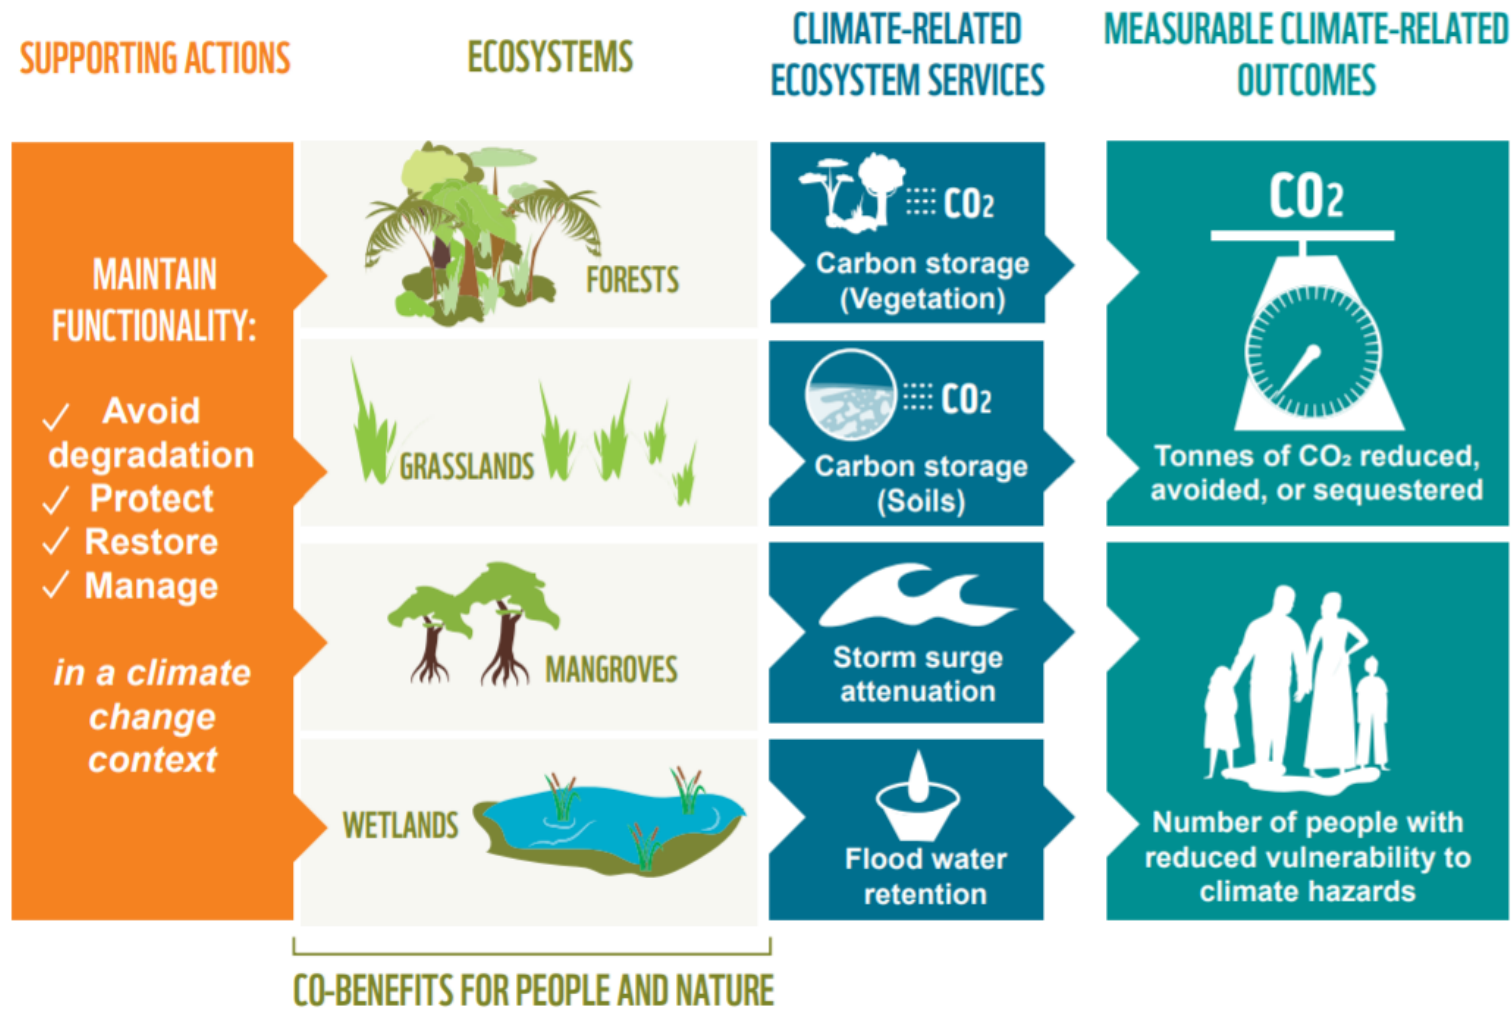 SUPPORTING ACTIONS
ECOSYSTEMS
CLIMATE-RELATED
ECOSYSTEM SERVICES
MEASURABLE CLIMATE-RELATED
OUTCOMES
MAINTAIN
FUNCTIONALITY:
✓ Avoid
degradation
✓ Protect
✓ Restore
✓ Manage
in a climate
change
context
FORESTS
GRASSLANDS
MANGROVES
WETLANDS
CO2
Carbon storage
(Vegetation)
CO2
Carbon storage
(Soils)
Storm surge
attenuation
Flood water
retention
CO2
Tonnes of CO₂ reduced,
avoided, or sequestered
Number of people with
reduced vulnerability to
climate hazards
CO-BENEFITS FOR PEOPLE AND NATURE